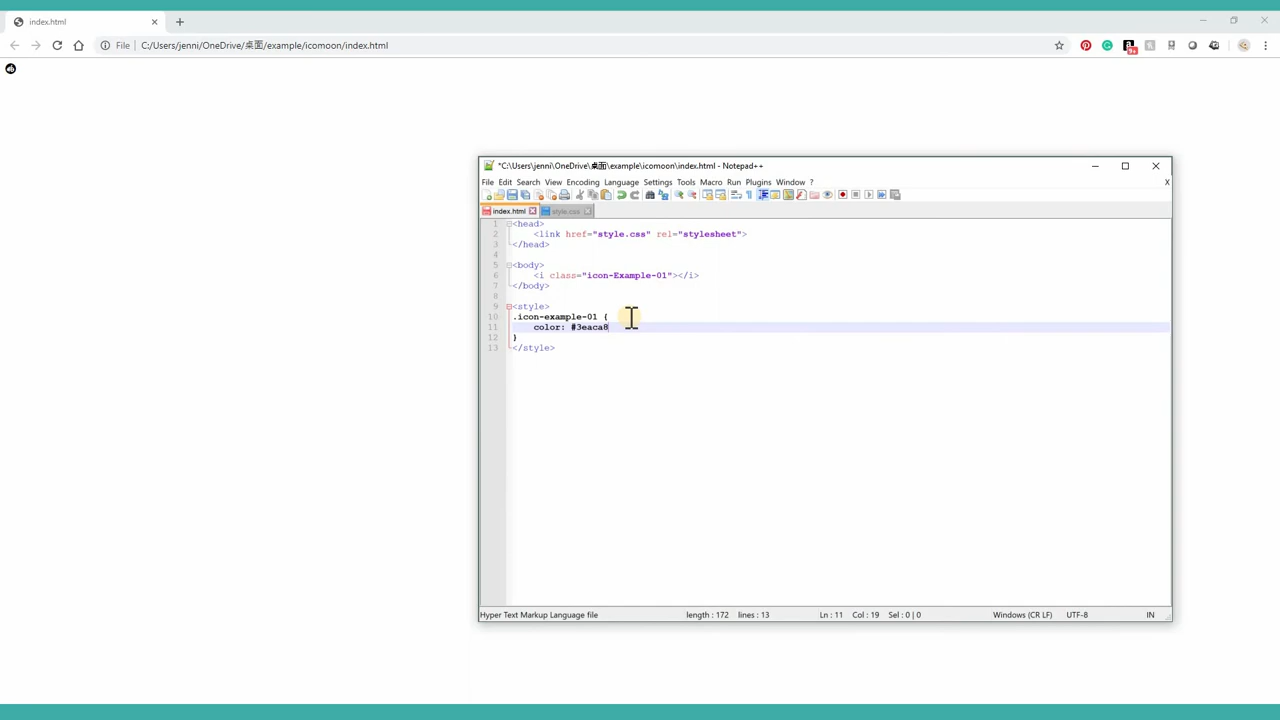 index.html
File
C:/Users/jenni/OneDrive/桌面/example/icomoon/index.html
9+
*C:\Users\jenni\OneDrive\桌面\example\icomoon\index.html - Notepad++
File Edit Search View Encoding Language Settings Tools Macro Run Plugins Window ?
X
index.html
style.css
1 <head>
2 <link href="style.css" rel="stylesheet">
3 </head>
4
5 <body>
6 <i class="icon-Example-01"></i>
7 </body>
8
9 <style>
10 .icon-example-01 {
11 color: #3eaca8
12 }
13 </style>
Hyper Text Markup Language file
length : 172 lines : 13
Ln : 11 Col : 19 Sel : 0 | 0
Windows (CR LF)
UTF-8
IN